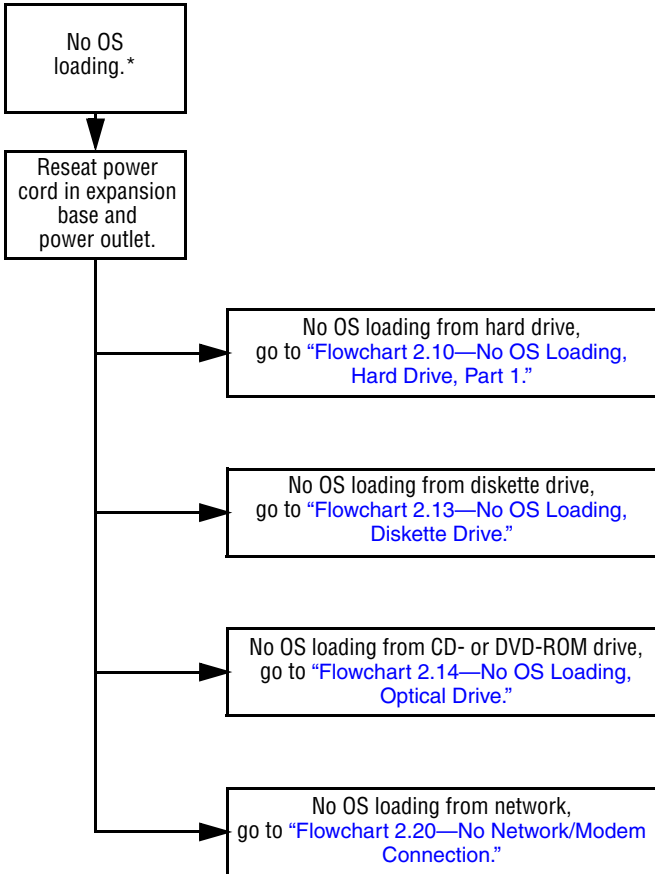 No OS
loading.*
Reseat power
cord in expansion
base and
power outlet.
No OS loading from hard drive,
go to “Flowchart 2.10—No OS Loading,
Hard Drive, Part 1.”
No OS loading from diskette drive,
go to “Flowchart 2.13—No OS Loading,
Diskette Drive.”
No OS loading from CD- or DVD-ROM drive,
go to “Flowchart 2.14—No OS Loading,
Optical Drive.”
No OS loading from network,
go to “Flowchart 2.20—No Network/Modem
Connection.”